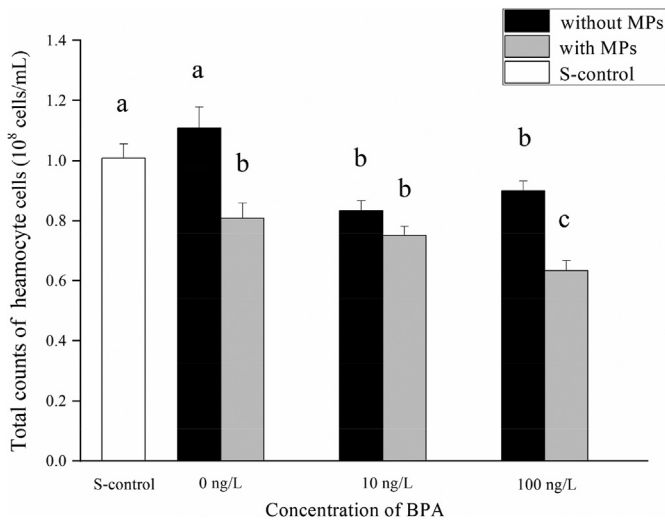 without MPs
with MPs
S-control
Total counts of heamocyte cells (10⁸ cells/mL)
1.4
1.2
1.0
0.8
0.6
0.4
0.2
0.0
a
a
b
b
b
b
c
S-control
0 ng/L
10 ng/L
100 ng/L
Concentration of BPA